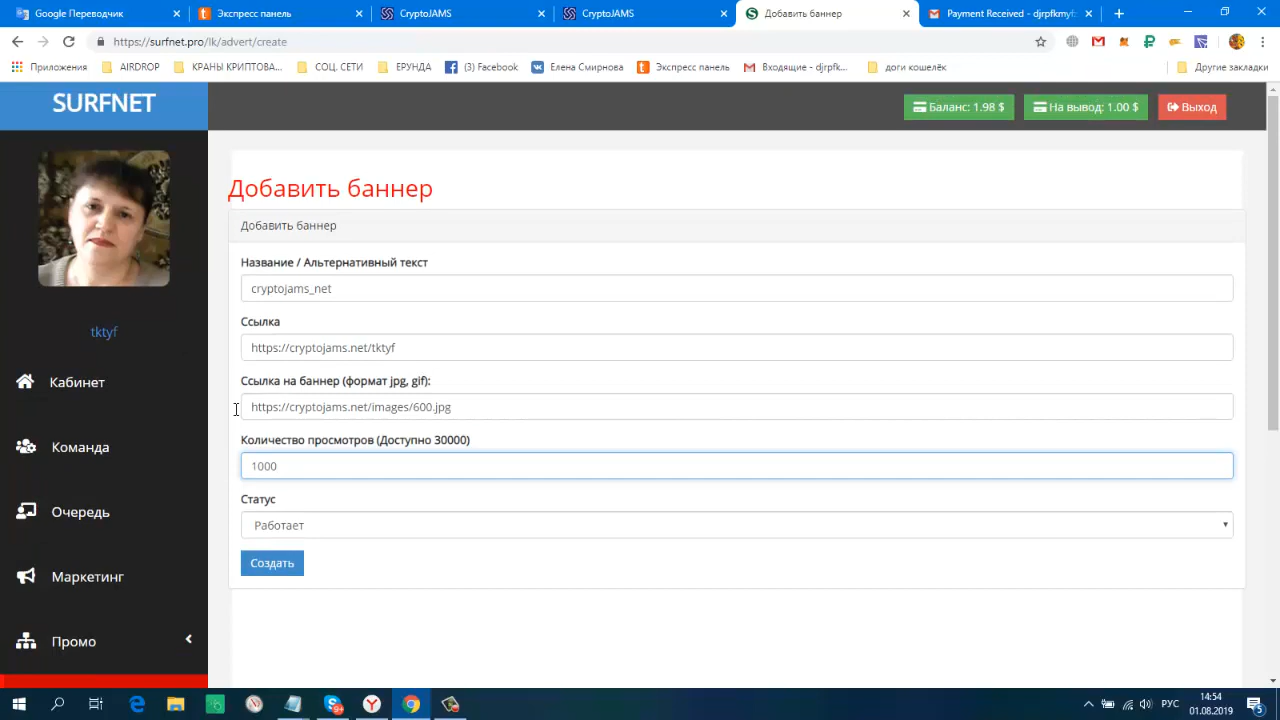 Google Переводчик
Экспресс панель
CryptoJAMS
CryptoJAMS
Добавить баннер
Payment Received - djrpfkmyf
https://surfnet.pro/lk/advert/create
Приложения
AIRDROP
КРАНЫ КРИПТОВА...
СОЦ. СЕТИ
ЕРУНДА
(3) Facebook
Елена Смирнова
Экспресс панель
Входящие - djrpfk...
доги кошелёк
Другие закладки
SURFNET
Баланс: 1.98 $
На вывод: 1.00 $
Выход
tktyf
Кабинет
Команда
Очередь
Маркетинг
Промо
Добавить баннер
Добавить баннер
Название / Альтернативный текст
cryptojams_net
Ссылка
https://cryptojams.net/tktyf
Ссылка на баннер (формат jpg, gif):
https://cryptojams.net/images/600.jpg
Количество просмотров (Доступно 30000)
1000
Статус
Работает
Создать
РУС
14:54
01.08.2019
5